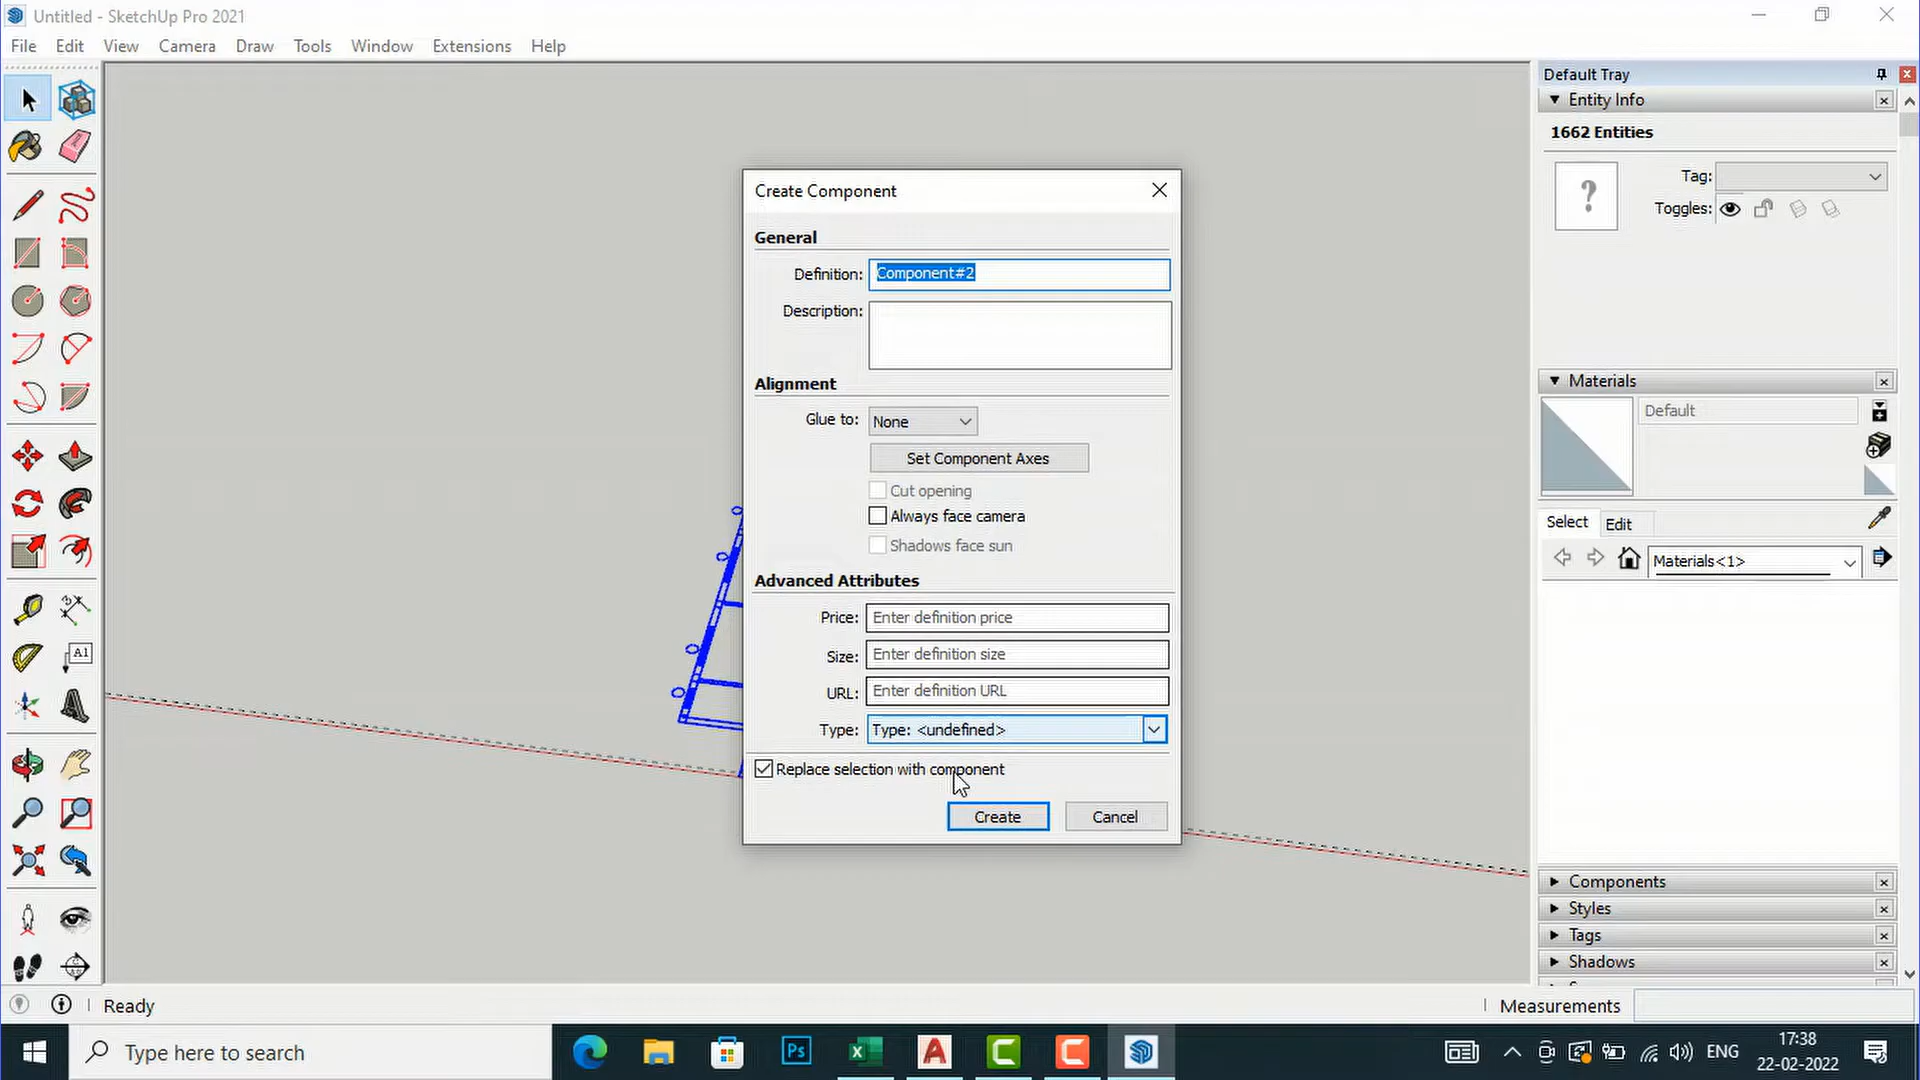 Untitled - SketchUp Pro 2021
File Edit View Camera Draw Tools Window Extensions Help
Default Tray
Entity Info
1662 Entities
Tag:
Toggles:
Create Component
General
Definition: Component#2
Description:
Alignment
Glue to: None
Set Component Axes
Cut opening
Always face camera
Shadows face sun
Advanced Attributes
Price: Enter definition price
Size: Enter definition size
URL: Enter definition URL
Type: Type: <undefined>
Replace selection with component
Create Cancel
A1
Materials
Default
Select Edit
Materials<1>
Components
Styles
Tags
Shadows
Ready
Measurements
Type here to search
Ps
ENG
17:38
22-02-2022